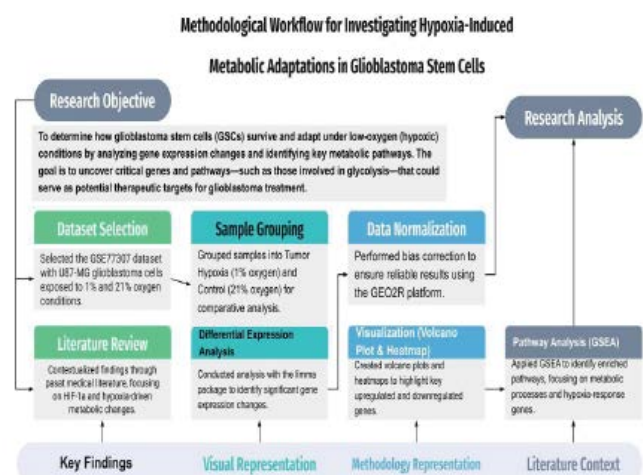 Methodological Workflow for Investigating Hypoxia-Induced
Metabolic Adaptations in Glioblastoma Stem Cells
Research Objective
Research Analysis
To determine how glioblastoma stem cells (GSCs) survive and adapt under low-oxygen (hypoxic)
conditions by analyzing gene expression changes and identifying key metabolic pathways. The
goal is to uncover critical genes and pathways—such as those involved in glycolysis—that could
serve as potential therapeutic targets for glioblastoma treatment.
Dataset Selection
Selected the GSE77307 dataset
with U87-MG glioblastoma cells
exposed to 1% and 21% oxygen
conditions.
Sample Grouping
Grouped samples into Tumor
Hypoxia (1% oxygen) and
Control (21% oxygen) for
comparative analysis.
Data Normalization
Performed bias correction to
ensure reliable results using
the GEO2R platform.
Literature Review
Contextualized findings through
pasat medical literature, focusing
on HIF-1a and hypoxia-driven
metabolic changes.
Differential Expression
Analysis
Conducted analysis with the limma
package to identify significant gene
expression changes.
Visualization (Volcano
Plot & Heatmap)
Created volcano plots and
heatmaps to highlight key
upregulated and downregulated
genes.
Pathway Analysis (GSEA)
Applied GSEA to identify enriched
pathways, focusing on metabolic
processes and hypoxia-response
genes.
Key Findings
Visual Representation
Methodology Representation
Literature Context